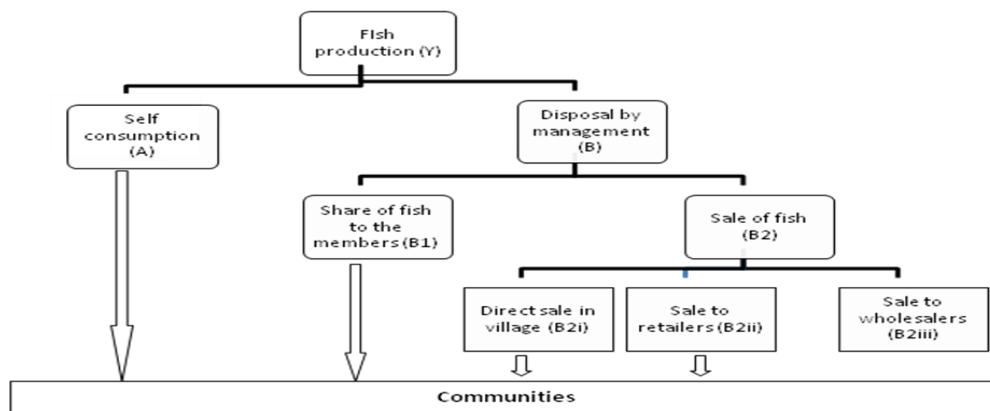 FIsh
production (Y)
Self
consumption
(A)
Disposal by
management
(B)
Share of fish
to the
members (B1)
Sale of fish
(B2)
Direct sale in
village (B2i)
Sale to
retailers (B2ii)
Sale to
wholesalers
(B2iii)
Communities